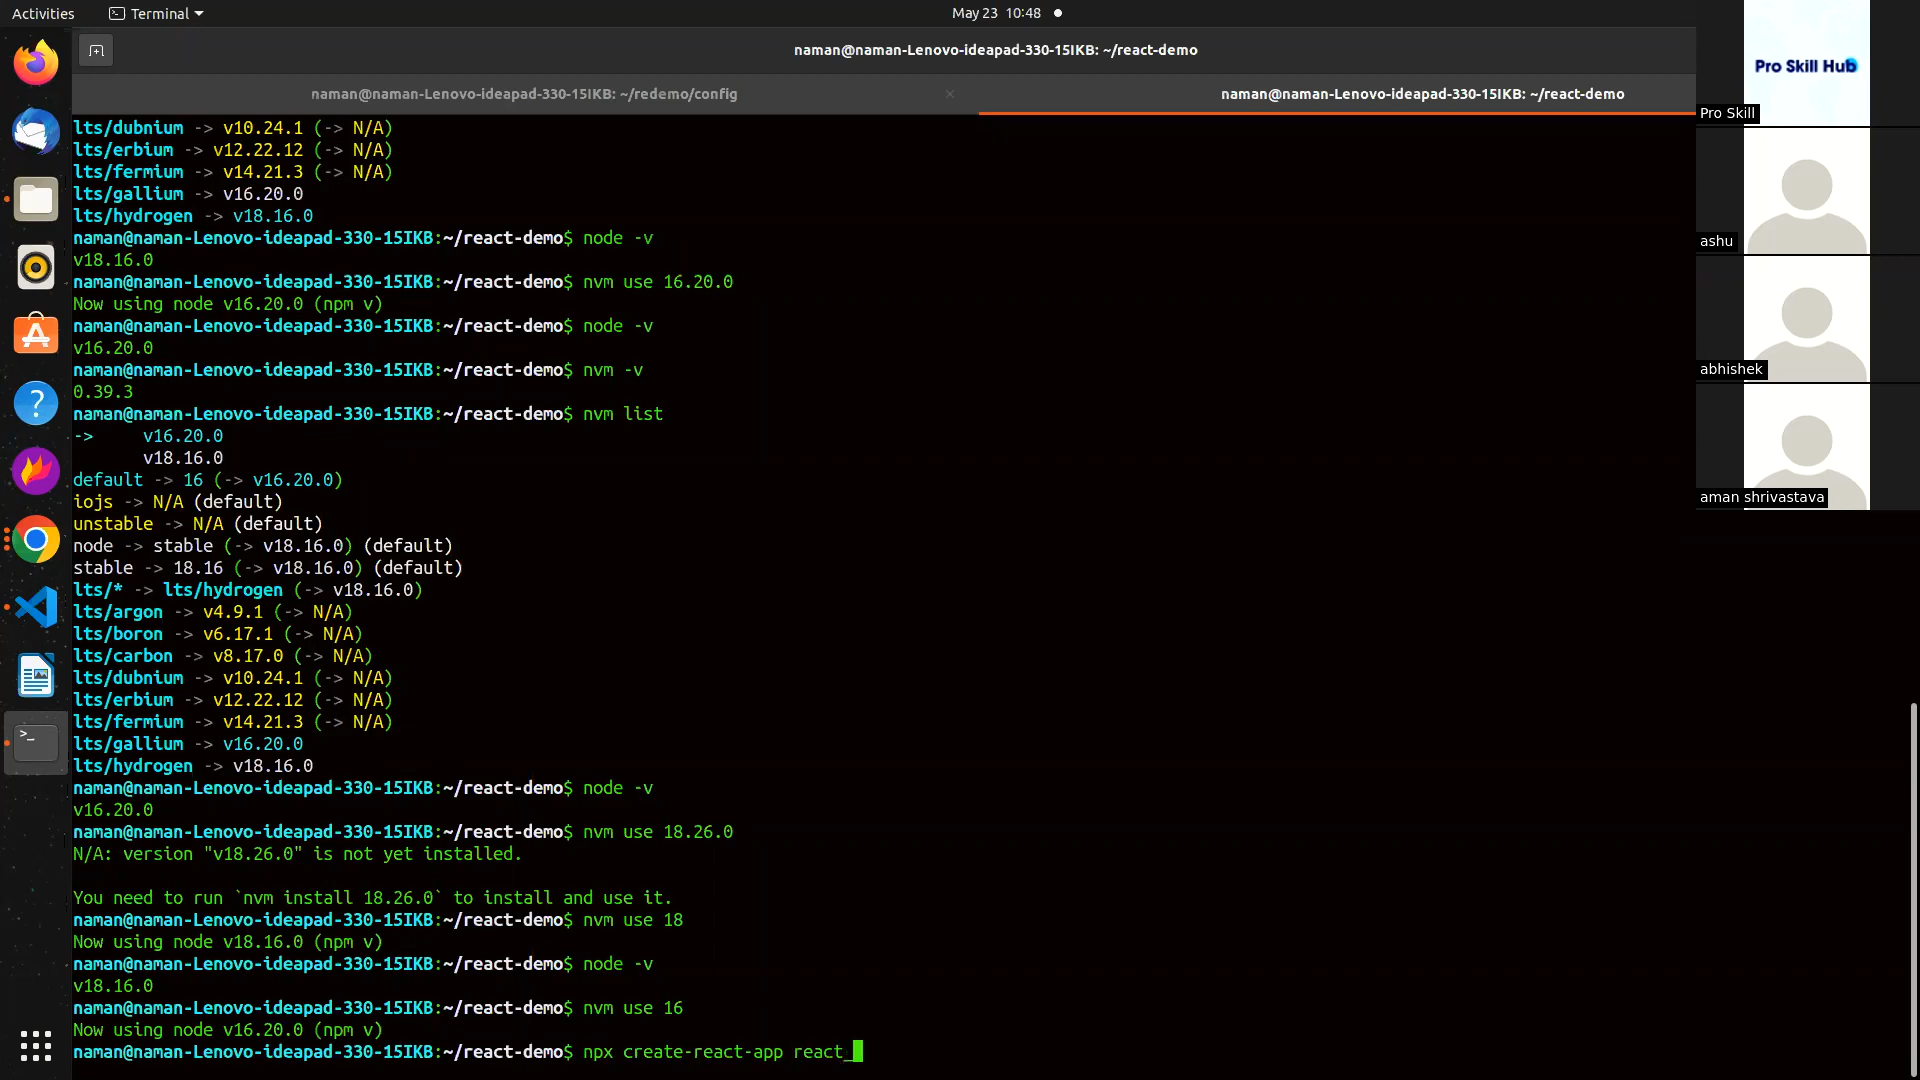 Activities
Terminal
May 23 10:48
naman@naman-Lenovo-ideapad-330-15IKB: ~/react-demo
naman@naman-Lenovo-ideapad-330-15IKB: ~/redemo/config
naman@naman-Lenovo-ideapad-330-15IKB: ~/react-demo
lts/dubnium -> v10.24.1 (-> N/A)
lts/erbium -> v12.22.12 (-> N/A)
lts/fermium -> v14.21.3 (-> N/A)
lts/gallium -> v16.20.0
lts/hydrogen -> v18.16.0
naman@naman-Lenovo-ideapad-330-15IKB:~/react-demo$ node -v
v18.16.0
naman@naman-Lenovo-ideapad-330-15IKB:~/react-demo$ nvm use 16.20.0
Now using node v16.20.0 (npm v)
naman@naman-Lenovo-ideapad-330-15IKB:~/react-demo$ node -v
v16.20.0
naman@naman-Lenovo-ideapad-330-15IKB:~/react-demo$ nvm -v
0.39.3
naman@naman-Lenovo-ideapad-330-15IKB:~/react-demo$ nvm list
->     v16.20.0
       v18.16.0
default -> 16 (-> v16.20.0)
iojs -> N/A (default)
unstable -> N/A (default)
node -> stable (-> v18.16.0) (default)
stable -> 18.16 (-> v18.16.0) (default)
lts/* -> lts/hydrogen (-> v18.16.0)
lts/argon -> v4.9.1 (-> N/A)
lts/boron -> v6.17.1 (-> N/A)
lts/carbon -> v8.17.0 (-> N/A)
lts/dubnium -> v10.24.1 (-> N/A)
lts/erbium -> v12.22.12 (-> N/A)
lts/fermium -> v14.21.3 (-> N/A)
lts/gallium -> v16.20.0
lts/hydrogen -> v18.16.0
naman@naman-Lenovo-ideapad-330-15IKB:~/react-demo$ node -v
v16.20.0
naman@naman-Lenovo-ideapad-330-15IKB:~/react-demo$ nvm use 18.26.0
N/A: version "v18.26.0" is not yet installed.
You need to run `nvm install 18.26.0` to install and use it.
naman@naman-Lenovo-ideapad-330-15IKB:~/react-demo$ nvm use 18
Now using node v18.16.0 (npm v)
naman@naman-Lenovo-ideapad-330-15IKB:~/react-demo$ node -v
v18.16.0
naman@naman-Lenovo-ideapad-330-15IKB:~/react-demo$ nvm use 16
Now using node v16.20.0 (npm v)
naman@naman-Lenovo-ideapad-330-15IKB:~/react-demo$ npx create-react-app react_
Pro Skill Hub
Pro Skill
ashu
abhishek
aman shrivastava